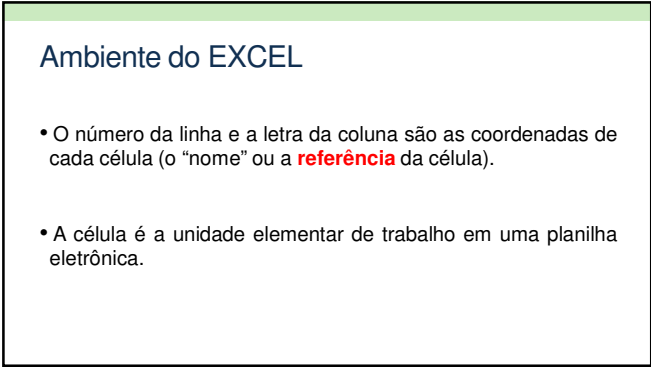 Ambiente do EXCEL
• O número da linha e a letra da coluna são as coordenadas de
cada célula (o “nome” ou a referência da célula).
• A célula é a unidade elementar de trabalho em uma planilha
eletrônica.